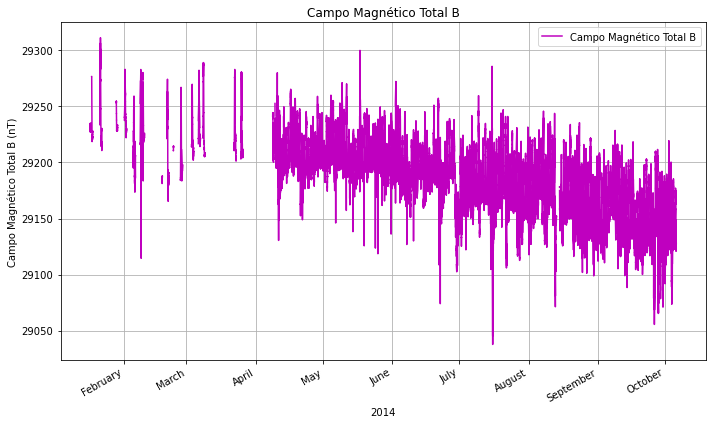 Campo Magnético Total B
Campo Magnético Total B
Campo Magnético Total B (nT)
29300
29250
29200
29150
29100
29050
February
March
April
May
June
July
August
September
October
2014